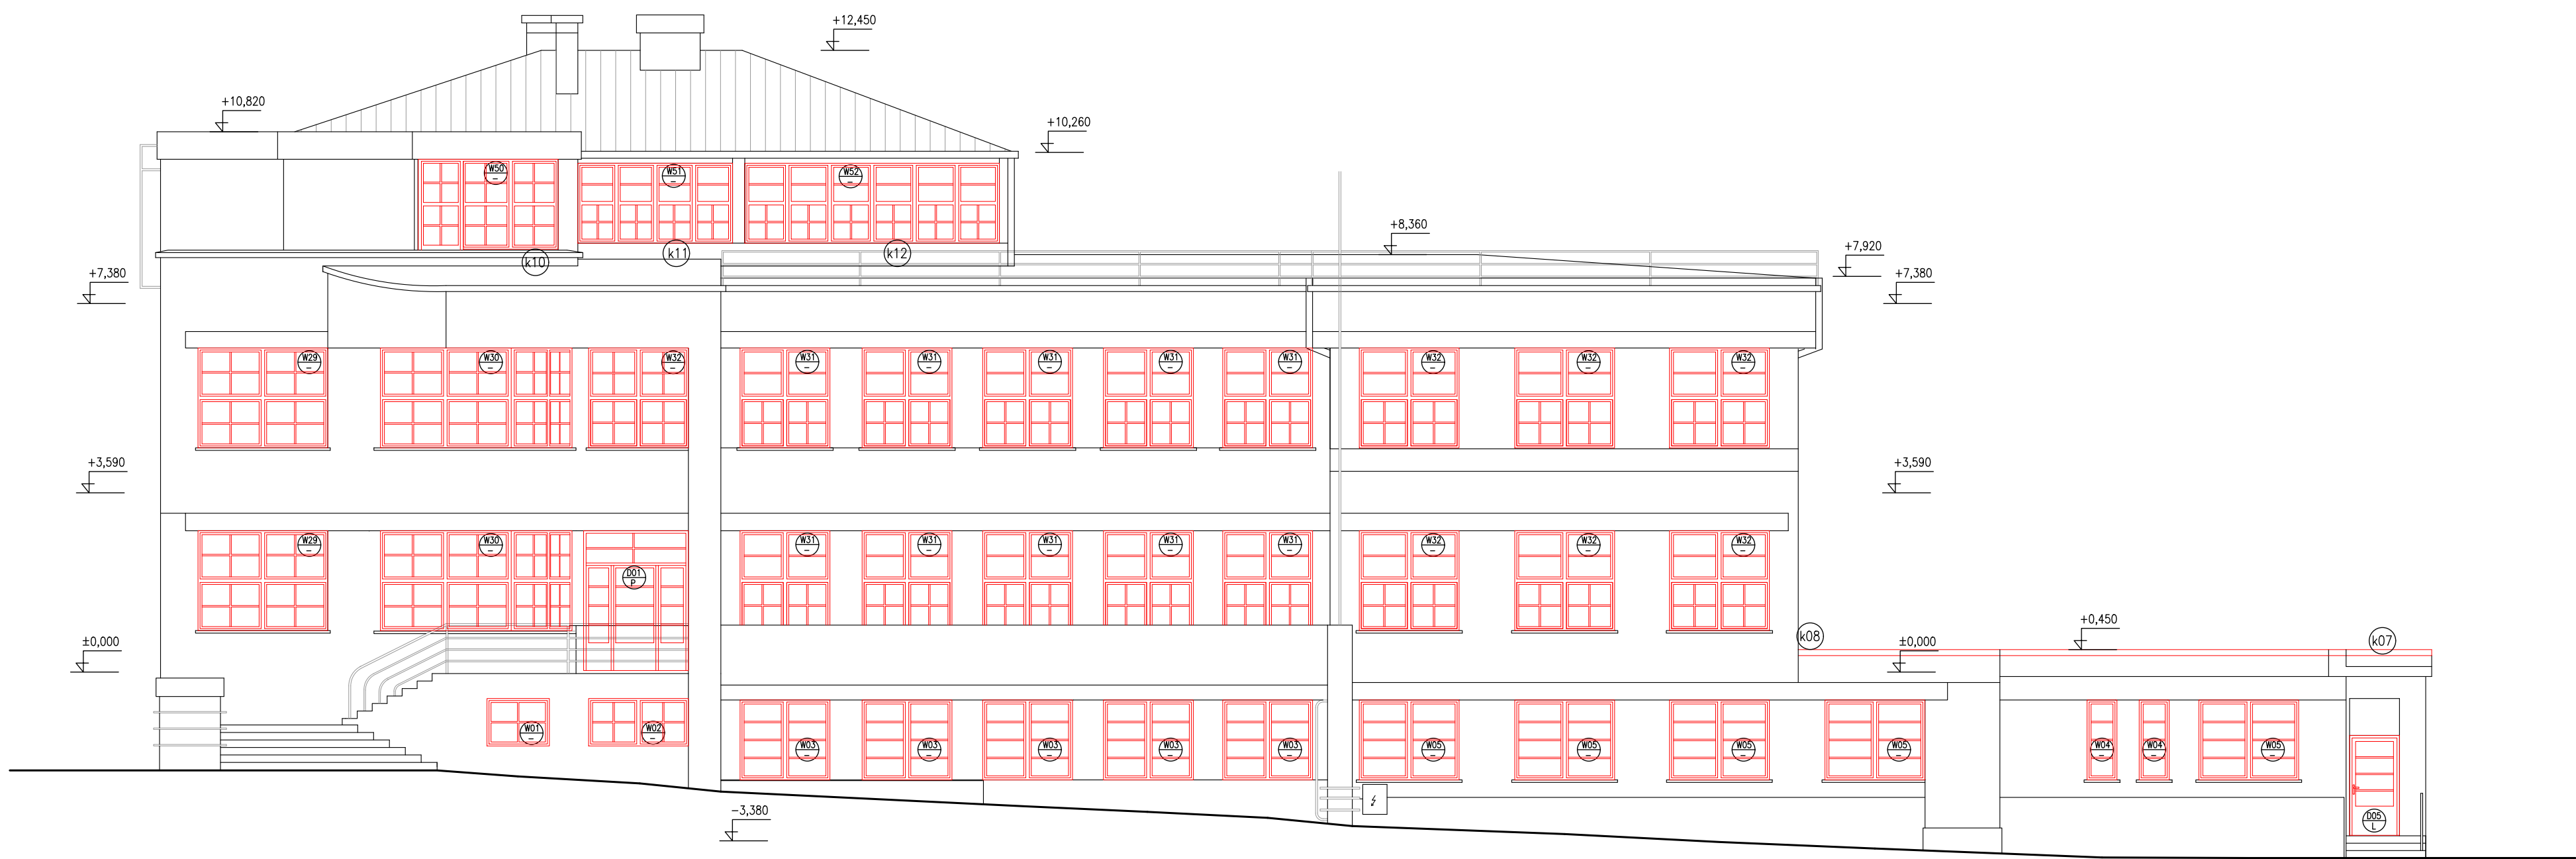 +12,450
+10,820
+10,260
W50
–
W51
–
W52
–
+8,360
+7,920
k10
k11
k12
+7,380
+7,380
W29
–
W30
–
W32
–
W31
–
W31
–
W31
–
W31
–
W31
–
W32
–
W32
–
W32
–
+3,590
+3,590
W29
–
W30
–
D01
P
W31
–
W31
–
W31
–
W31
–
W31
–
W32
–
W32
–
W32
–
±0,000
k08
±0,000
+0,450
k07
W01
–
W02
–
W03
–
W03
–
W03
–
W03
–
W03
–
W05
–
W05
–
W05
–
W05
–
W04
–
W04
–
W05
–
−3,380
D05
L